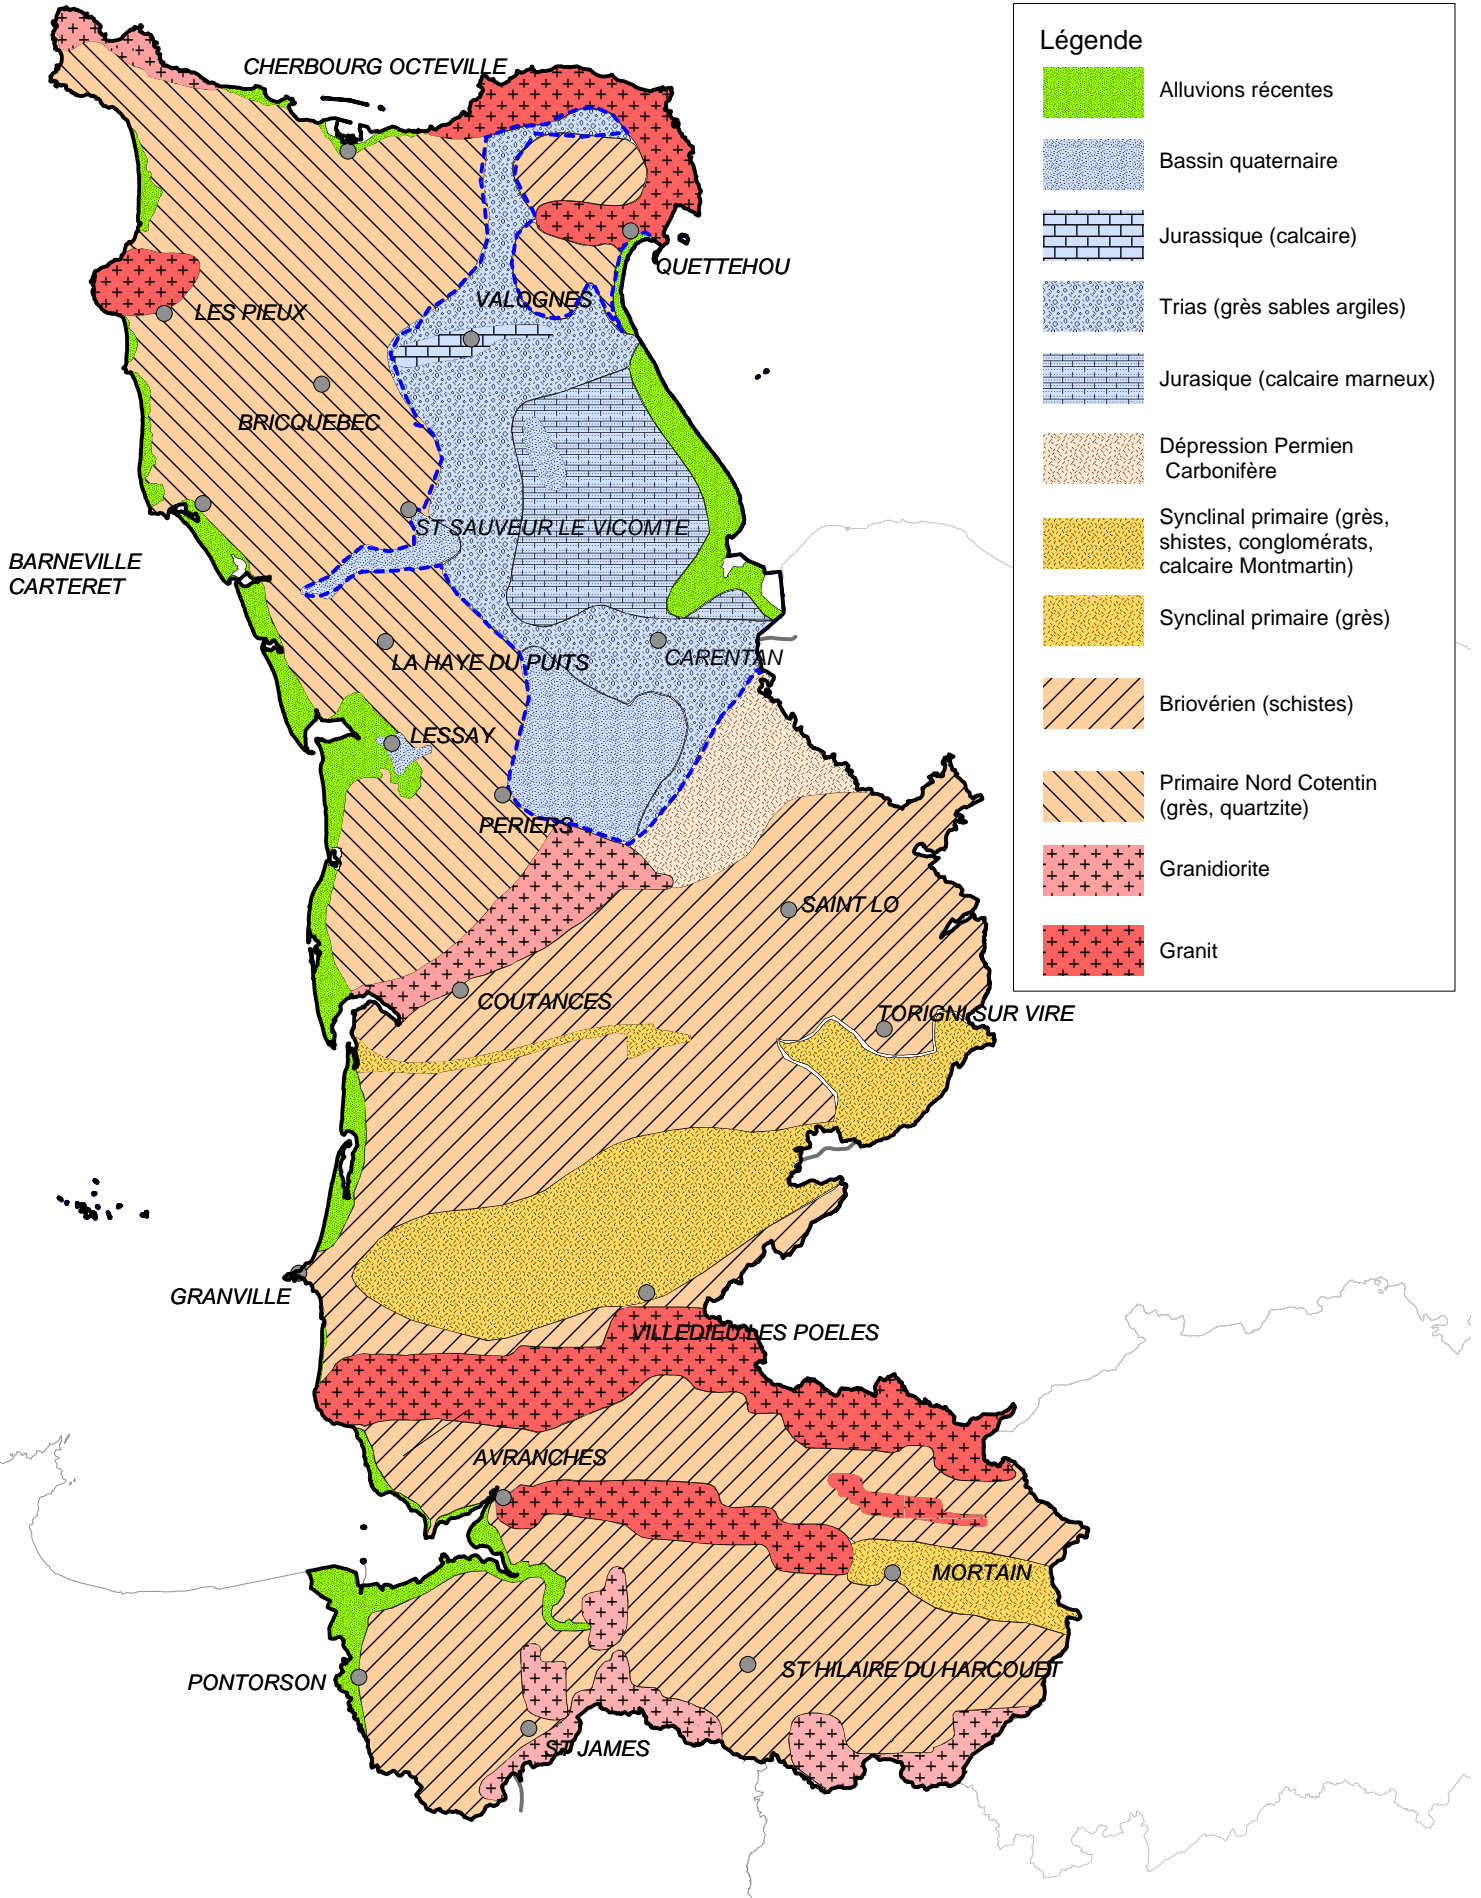 CHERBOURG OCTEVILLE
QUETTEHOU
VALOGNES
LES PIEUX
BRICQUEBEC
ST SAUVEUR LE VICOMTE
BARNEVILLE
CARTERET
LA HAYE DU PUITS
CARENTAN
LESSAY
PERIERS
SAINT LO
COUTANCES
TORIGNI SUR VIRE
GRANVILLE
VILLEDIEU LES POELES
AVRANCHES
MORTAIN
ST HILAIRE DU HARCOUET
PONTORSON
ST JAMES
Légende
Alluvions récentes
Bassin quaternaire
Jurassique (calcaire)
Trias (grès sables argiles)
Jurasique (calcaire marneux)
Dépression Permien
Carbonifère
Synclinal primaire (grès,
shistes, conglomérats,
calcaire Montmartin)
Synclinal primaire (grès)
Briovérien (schistes)
Primaire Nord Cotentin
(grès, quartzite)
Granidiorite
Granit